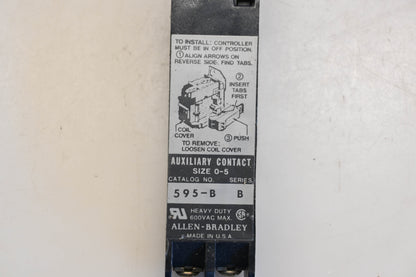 TO INSTALL: CONTROLLER
MUST BE IN OFF POSITION.
① ALIGN ARROWS ON
REVERSE SIDE: FIND TABS.
②
INSERT
TABS
FIRST
COIL
COVER
③ PUSH
TO REMOVE:
LOOSEN COIL COVER
AUXILIARY CONTACT
SIZE 0-5
CATALOG NO. SERIES
595-B B
HEAVY DUTY
600VAC MAX.
ALLEN-BRADLEY
MADE IN U.S.A.